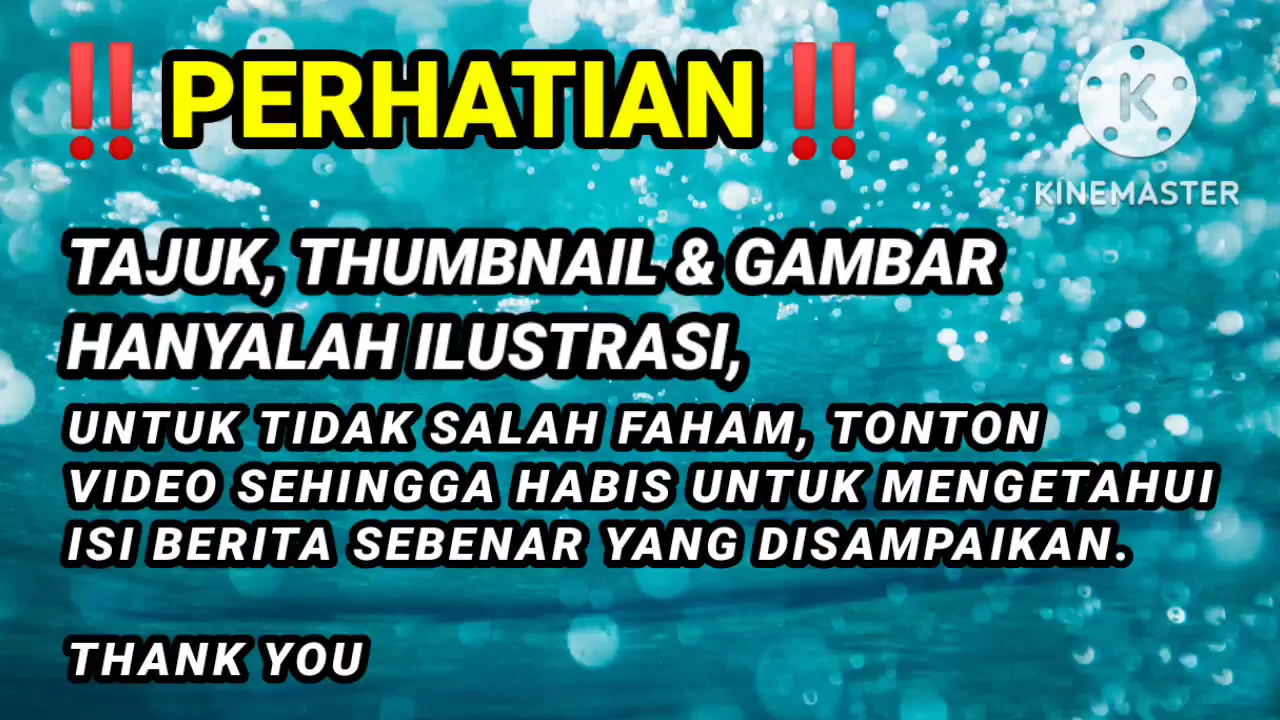 ‼PERHATIAN‼
K
KINEMASTER
TAJUK, THUMBNAIL & GAMBAR
HANYALAH ILUSTRASI,
UNTUK TIDAK SALAH FAHAM, TONTON
VIDEO SEHINGGA HABIS UNTUK MENGETAHUI
ISI BERITA SEBENAR YANG DISAMPAIKAN.
THANK YOU